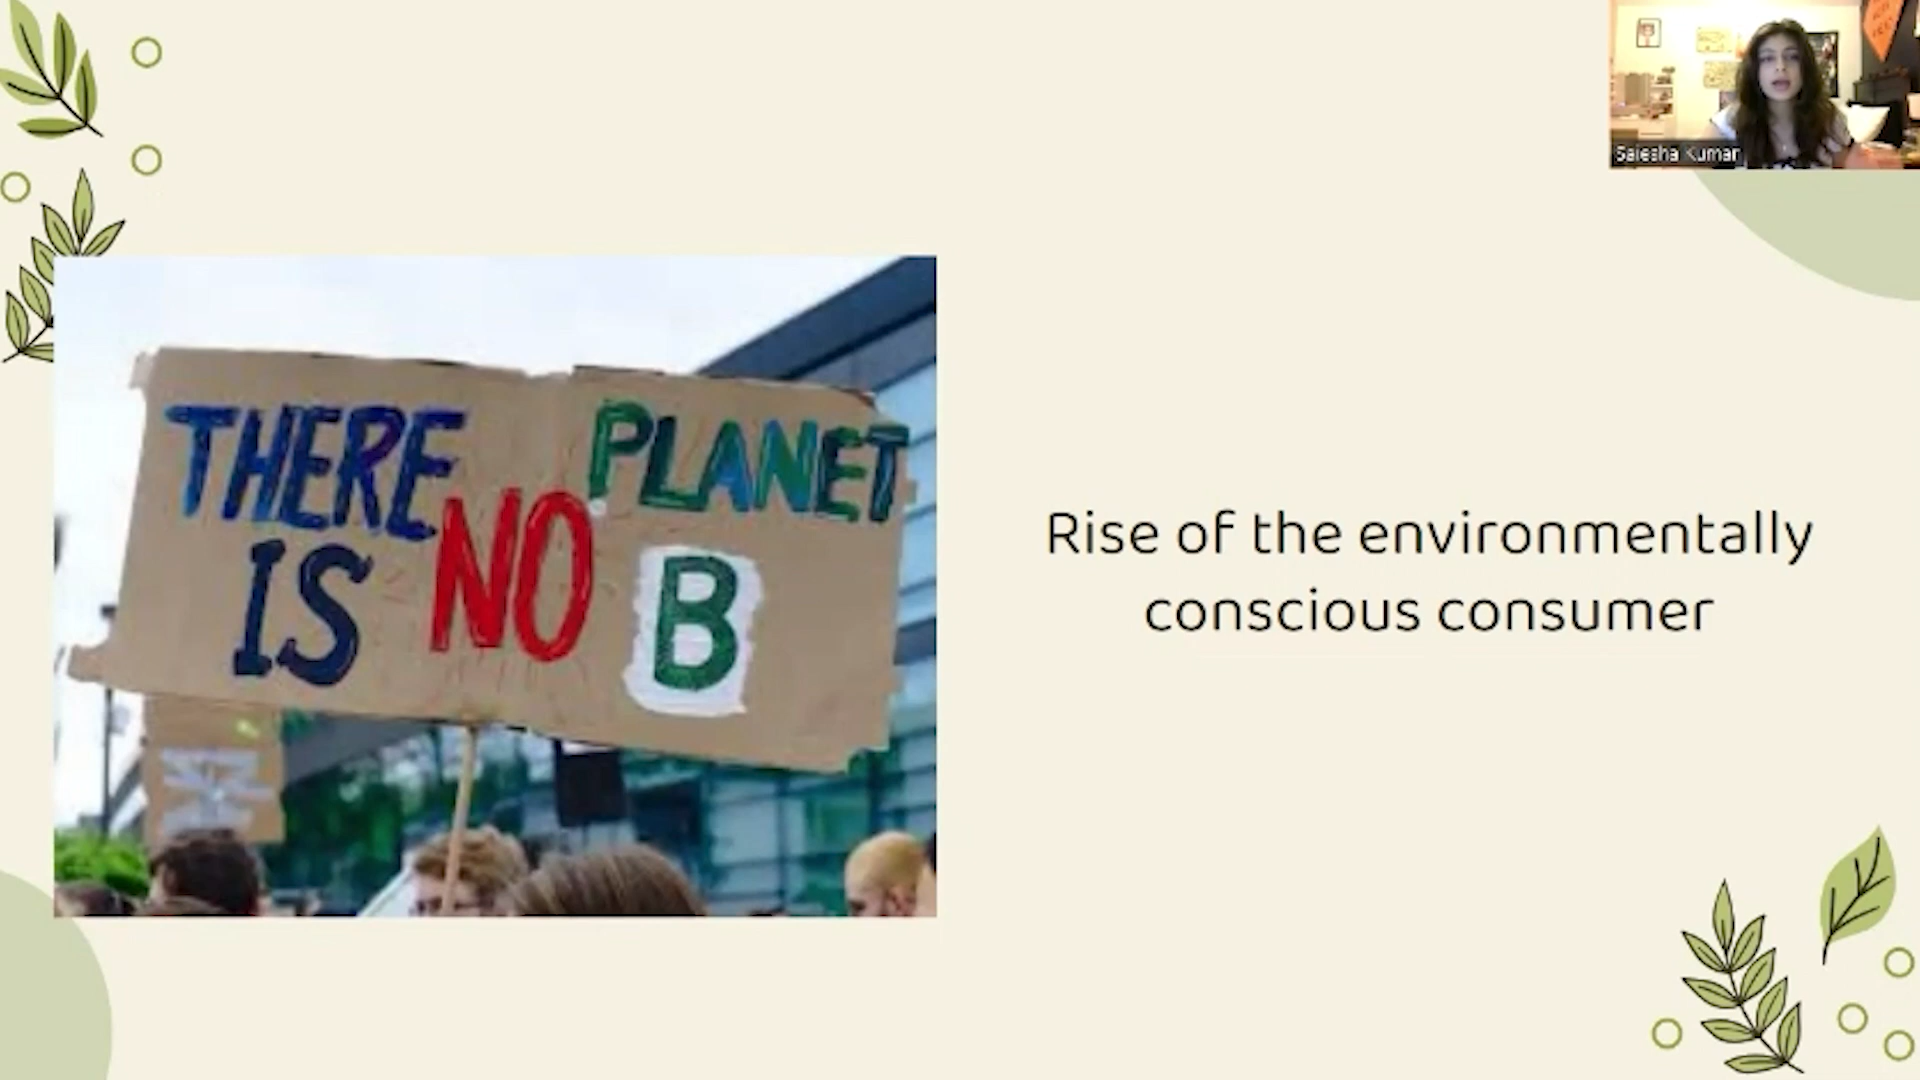 Saiesha Kumar
THERE
IS
NO
PLANET
B
Rise of the environmentally
conscious consumer